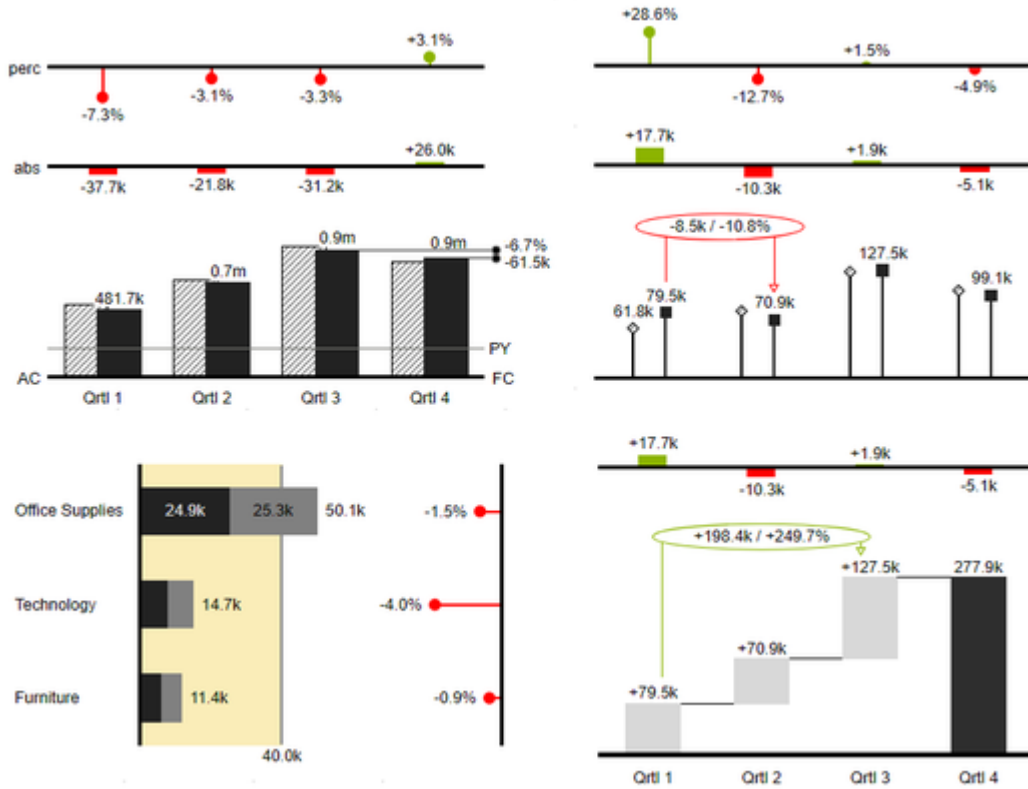 +3.1%
perc
-7.3%
-3.1%
-3.3%
+26.0k
abs
-37.7k
-21.8k
-31.2k
481.7k
0.7m
0.9m
0.9m
-6.7%
-61.5k
PY
AC
FC
Qrtl 1
Qrtl 2
Qrtl 3
Qrtl 4
+28.6%
+1.5%
-12.7%
-4.9%
+17.7k
+1.9k
-10.3k
-5.1k
-8.5k / -10.8%
61.8k
79.5k
70.9k
127.5k
99.1k
Office Supplies
24.9k
25.3k
50.1k
-1.5%
Technology
14.7k
-4.0%
Furniture
11.4k
-0.9%
40.0k
+17.7k
+1.9k
-10.3k
-5.1k
+198.4k / +249.7%
+79.5k
+70.9k
+127.5k
277.9k
Qrtl 1
Qrtl 2
Qrtl 3
Qrtl 4